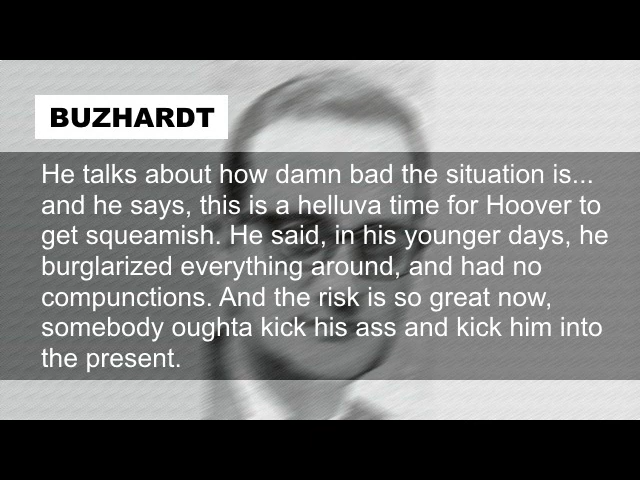 BUZHARDT
He talks about how damn bad the situation is...
and he says, this is a helluva time for Hoover to
get squeamish. He said, in his younger days, he
burglarized everything around, and had no
compunctions. And the risk is so great now,
somebody oughta kick his ass and kick him into
the present.